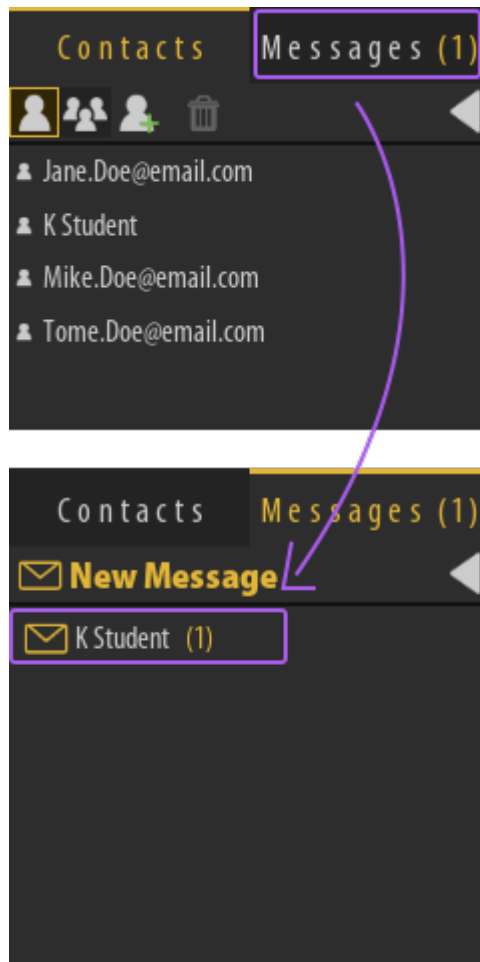 Contacts Messages (1)
Jane.Doe@email.com
K Student
Mike.Doe@email.com
Tome.Doe@email.com
Contacts Messages (1)
New Message
K Student (1)